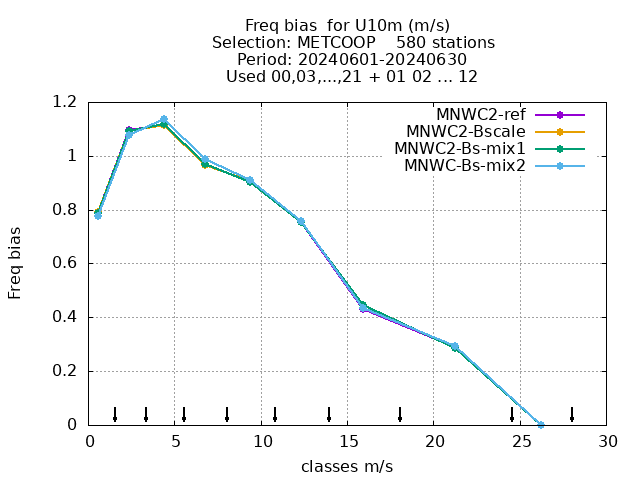 Freq bias  for U10m (m/s)
Selection: METCOOP    580 stations
Period: 20240601-20240630
Used 00,03,...,21 + 01 02 ... 12
MNWC2-ref
MNWC2-Bscale
MNWC2-Bs-mix1
MNWC-Bs-mix2
Freq bias
1.2
1
0.8
0.6
0.4
0.2
0
0 5 10 15 20 25 30
classes m/s